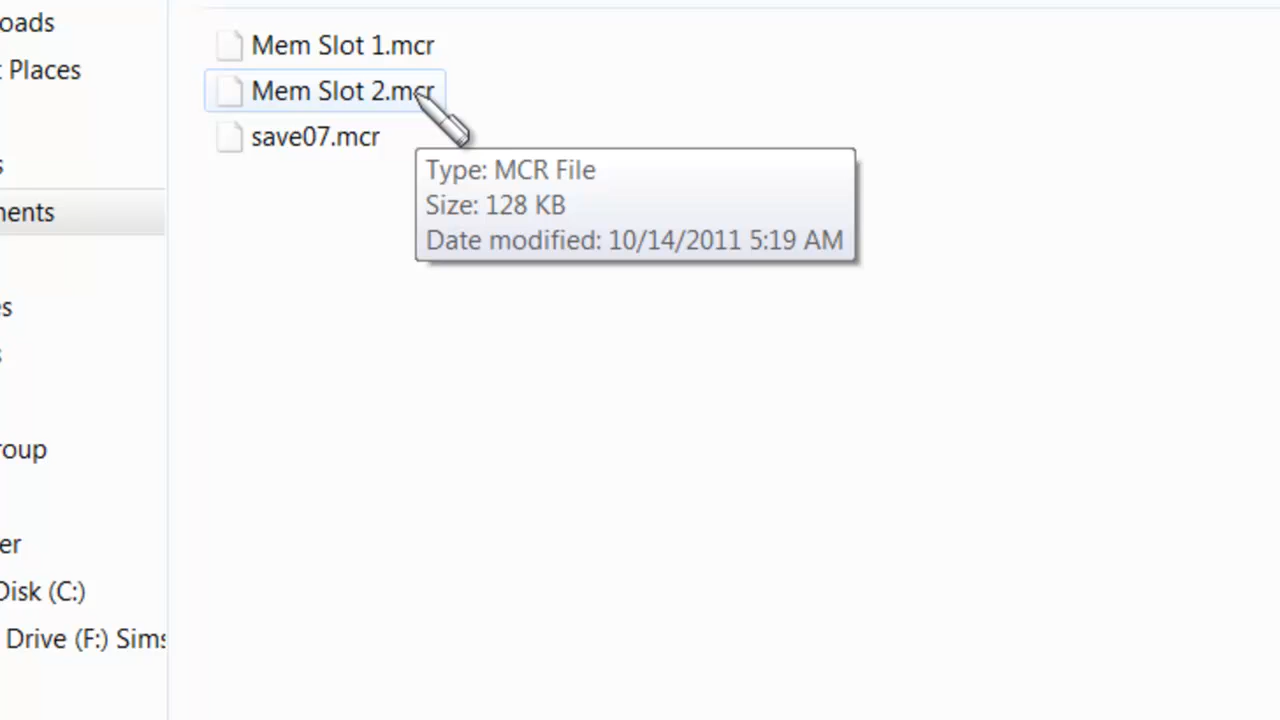 oads
Places
ments
es
roup
er
Disk (C:)
Drive (F:) Sims
Mem Slot 1.mcr
Mem Slot 2.mcr
save07.mcr
Type: MCR File
Size: 128 KB
Date modified: 10/14/2011 5:19 AM